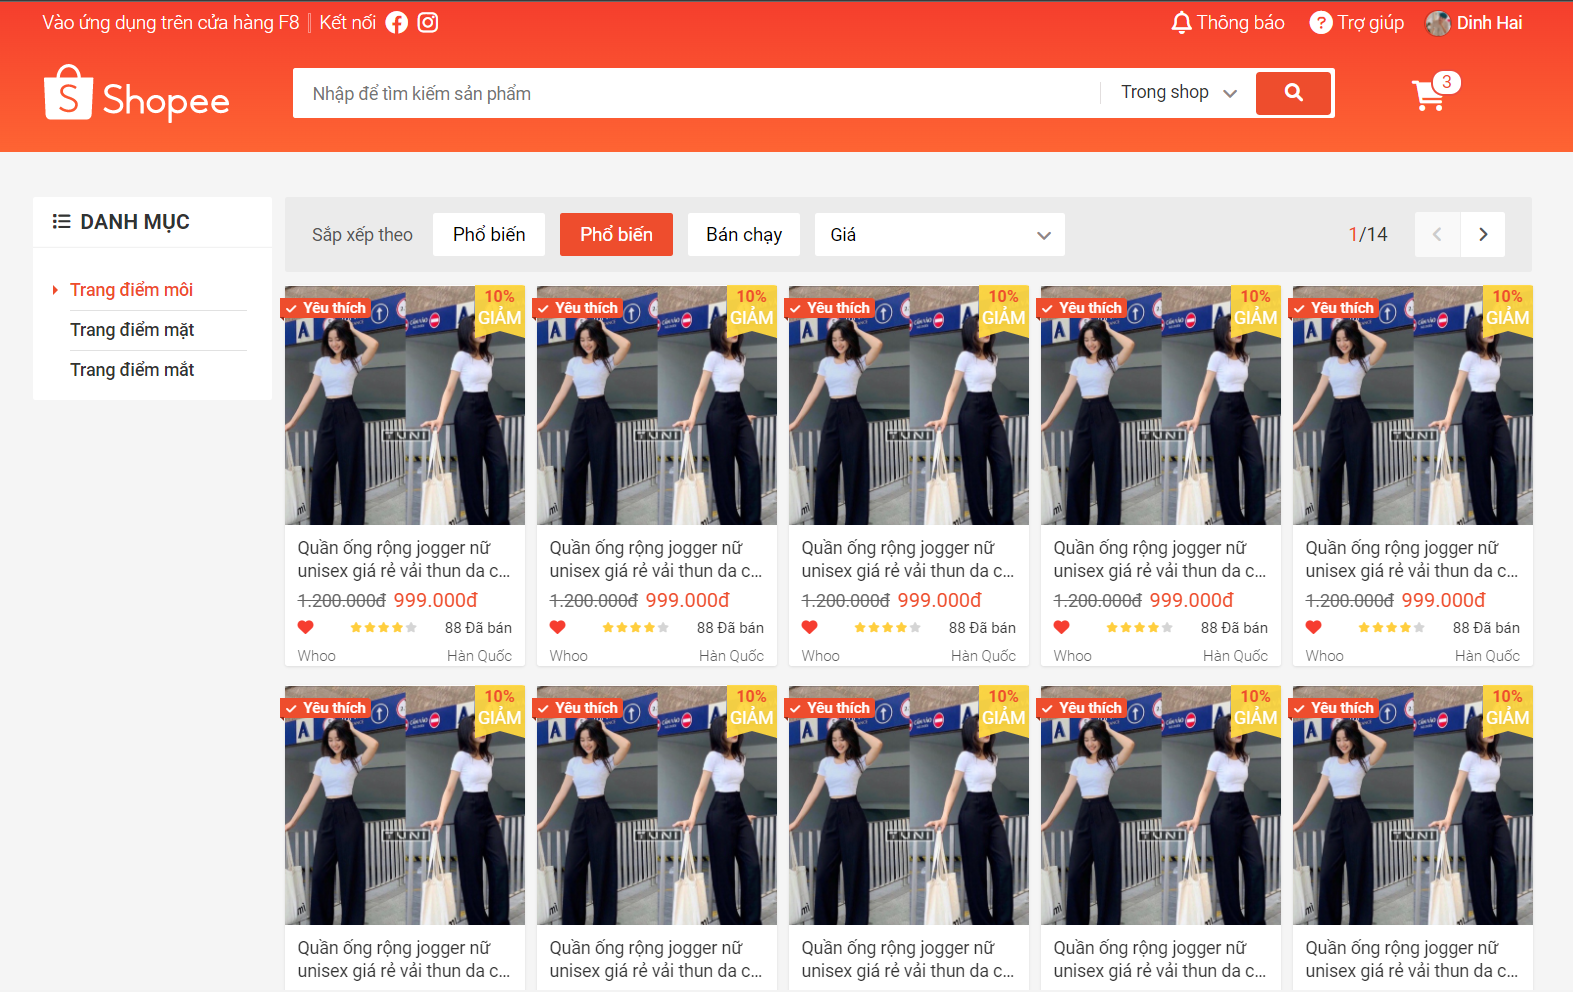 Vào ứng dụng trên cửa hàng F8
Kết nối
Thông báo
Trợ giúp
Dinh Hai
Shopee
Nhập để tìm kiếm sản phẩm
Trong shop
3
DANH MỤC
Trang điểm môi
Trang điểm mặt
Trang điểm mắt
Sắp xếp theo
Phổ biến
Phổ biến
Bán chạy
Giá
1/14
Yêu thích
10%
GIẢM
A
TUNI
Quần ống rộng jogger nữ
unisex giá rẻ vải thun da c...
1.200.000đ 999.000đ
88 Đã bán
Whoo
Hàn Quốc
Yêu thích
10%
GIẢM
A
TUNI
Quần ống rộng jogger nữ
unisex giá rẻ vải thun da c...
1.200.000đ 999.000đ
88 Đã bán
Whoo
Hàn Quốc
Yêu thích
10%
GIẢM
A
TUNI
Quần ống rộng jogger nữ
unisex giá rẻ vải thun da c...
1.200.000đ 999.000đ
88 Đã bán
Whoo
Hàn Quốc
Yêu thích
10%
GIẢM
A
TUNI
Quần ống rộng jogger nữ
unisex giá rẻ vải thun da c...
1.200.000đ 999.000đ
88 Đã bán
Whoo
Hàn Quốc
Yêu thích
10%
GIẢM
A
TUNI
Quần ống rộng jogger nữ
unisex giá rẻ vải thun da c...
1.200.000đ 999.000đ
88 Đã bán
Whoo
Hàn Quốc
Yêu thích
10%
GIẢM
A
TUNI
Quần ống rộng jogger nữ
unisex giá rẻ vải thun da c...
Yêu thích
10%
GIẢM
A
TUNI
Quần ống rộng jogger nữ
unisex giá rẻ vải thun da c...
Yêu thích
10%
GIẢM
A
TUNI
Quần ống rộng jogger nữ
unisex giá rẻ vải thun da c...
Yêu thích
10%
GIẢM
A
TUNI
Quần ống rộng jogger nữ
unisex giá rẻ vải thun da c...
Yêu thích
10%
GIẢM
A
TUNI
Quần ống rộng jogger nữ
unisex giá rẻ vải thun da c...